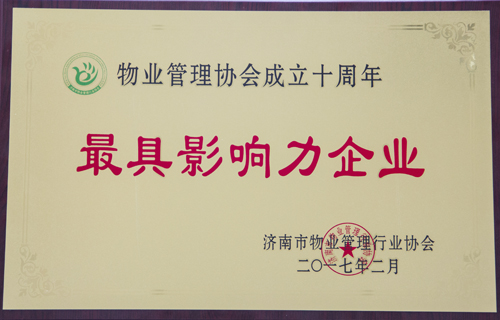 物业管理协会成立十周年
最具影响力企业
济南市物业管理行业协会
二〇一七年二月